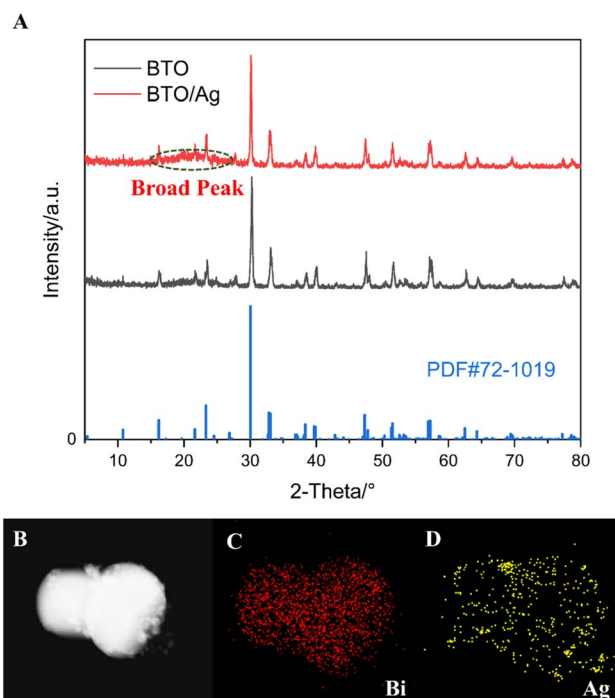 A
BTO
BTO/Ag
Broad Peak
Intensity/a.u.
PDF#72-1019
0
10 20 30 40 50 60 70 80
2-Theta/°
B C D
Bi Ag